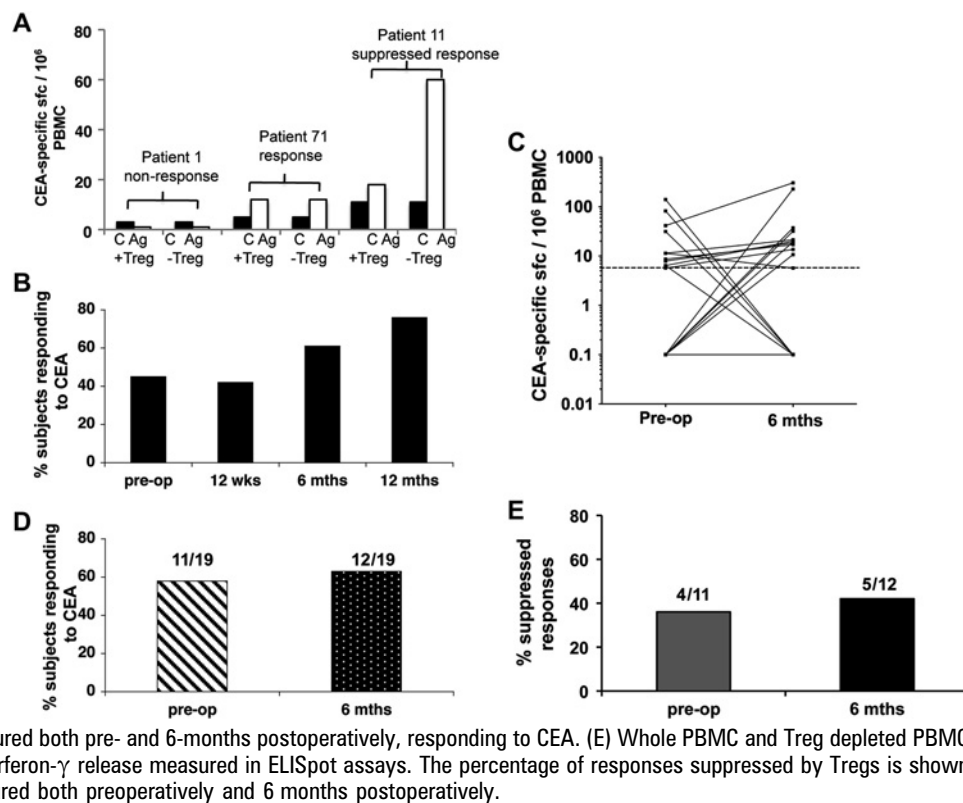 A
CEA-specific sfc / 10⁶
PBMC
80
60
40
20
0
Patient 1
non-response
Patient 71
response
Patient 11
suppressed response
C Ag C Ag C Ag C Ag C Ag C Ag
+Treg -Treg +Treg -Treg +Treg -Treg
B
% subjects responding
to CEA
80
60
40
20
0
pre-op 12 wks 6 mths 12 mths
C
CEA-specific sfc / 10⁶ PBMC
1000
100
10
1
0.1
0.01
Pre-op 6 mths
D
% subjects responding
to CEA
80
60
40
20
0
11/19 12/19
pre-op 6 mths
E
% suppressed
responses
80
60
40
20
0
4/11 5/12
pre-op 6 mths
ured both pre- and 6-months postoperatively, responding to CEA. (E) Whole PBMC and Treg depleted PBMC
erferon-γ release measured in ELISpot assays. The percentage of responses suppressed by Tregs is shown
ured both preoperatively and 6 months postoperatively.